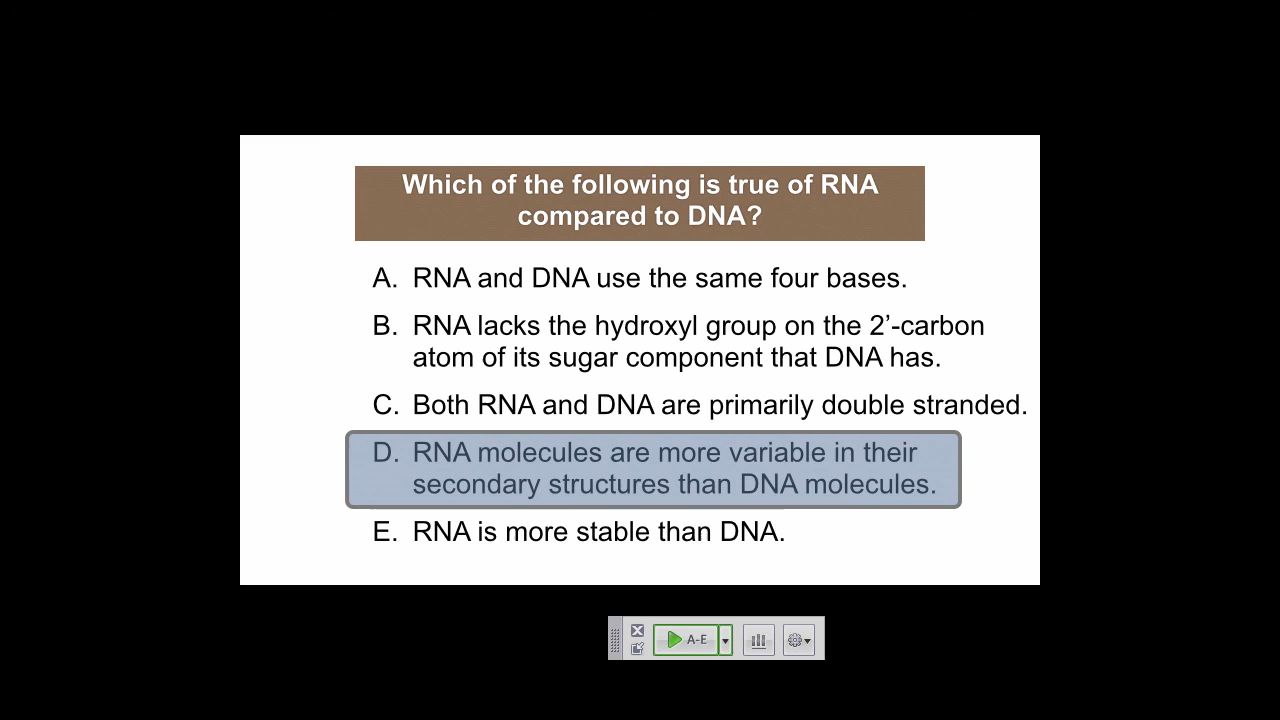 Which of the following is true of RNA
compared to DNA?
A. RNA and DNA use the same four bases.
B. RNA lacks the hydroxyl group on the 2’-carbon
atom of its sugar component that DNA has.
C. Both RNA and DNA are primarily double stranded.
D. RNA molecules are more variable in their
secondary structures than DNA molecules.
E. RNA is more stable than DNA.
A-E